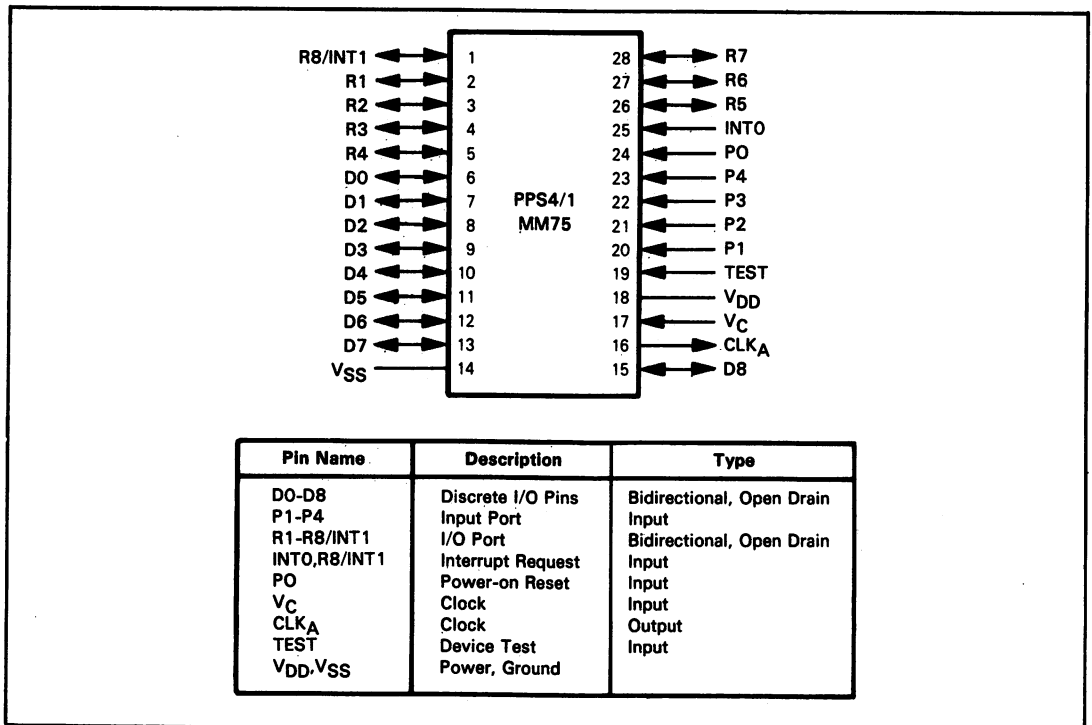 R8/INT1 1 28 R7
R1 2 27 R6
R2 3 26 R5
R3 4 25 INT0
R4 5 24 PO
D0 6 23 P4
D1 7 PPS4/1 22 P3
D2 8 MM75 21 P2
D3 9 20 P1
D4 10 19 TEST
D5 11 18 VDD
D6 12 17 VC
D7 13 16 CLKA
VSS 14 15 D8
Pin Name Description Type
D0-D8 Discrete I/O Pins Bidirectional, Open Drain
P1-P4 Input Port Input
R1-R8/INT1 I/O Port Bidirectional, Open Drain
INT0,R8/INT1 Interrupt Request Input
PO Power-on Reset Input
VC Clock Input
CLKA Clock Output
TEST Device Test Input
VDD,VSS Power, Ground